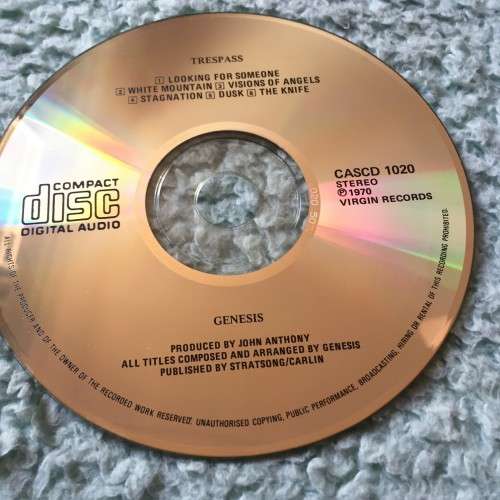 TRESPASS
1 LOOKING FOR SOMEONE
2 WHITE MOUNTAIN 3 VISIONS OF ANGELS
4 STAGNATION 5 DUSK 6 THE KNIFE
COMPACT
disc
DIGITAL AUDIO
CASCD 1020
STEREO
℗ 1970
VIRGIN RECORDS
GENESIS
PRODUCED BY JOHN ANTHONY
ALL TITLES COMPOSED AND ARRANGED BY GENESIS
PUBLISHED BY STRATSONG/CARLIN
ALL RIGHTS OF THE PRODUCER AND OF THE OWNER OF THE RECORDED WORK RESERVED. UNAUTHORISED COPYING, PUBLIC PERFORMANCE, BROADCASTING, HIRING OR RENTAL OF THIS RECORDING PROHIBITED.